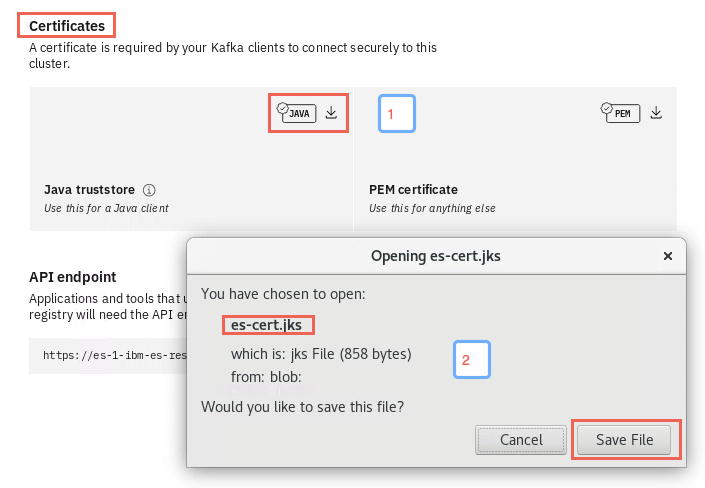 Certificates
A certificate is required by your Kafka clients to connect securely to this
cluster.
JAVA
1
PEM
Java truststore
Use this for a Java client
PEM certificate
Use this for anything else
Opening es-cert.jks
You have chosen to open:
es-cert.jks
which is: jks File (858 bytes)
from: blob:
2
Would you like to save this file?
Cancel
Save File
API endpoint
Applications and tools that
registry will need the API
https://es-1-ibm-es-res